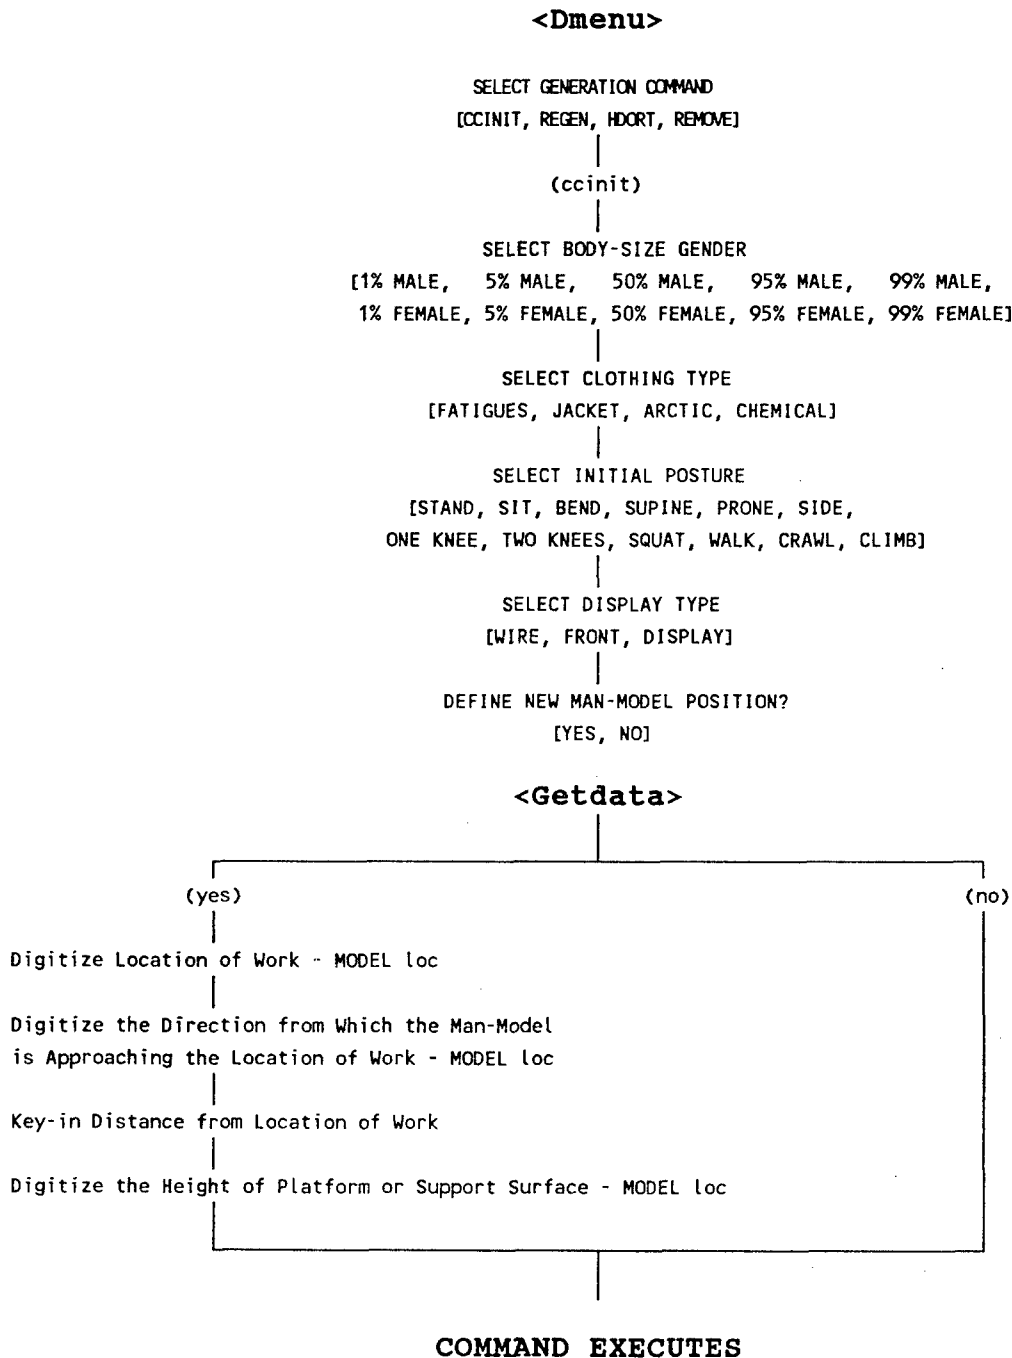 <Dmenu>
SELECT GENERATION COMMAND
[CCINIT, REGEN, HDORT, REMOVE]
(ccinit)
SELECT BODY-SIZE GENDER
[1% MALE, 5% MALE, 50% MALE, 95% MALE, 99% MALE,
1% FEMALE, 5% FEMALE, 50% FEMALE, 95% FEMALE, 99% FEMALE]
SELECT CLOTHING TYPE
[FATIGUES, JACKET, ARCTIC, CHEMICAL]
SELECT INITIAL POSTURE
[STAND, SIT, BEND, SUPINE, PRONE, SIDE,
ONE KNEE, TWO KNEES, SQUAT, WALK, CRAWL, CLIMB]
SELECT DISPLAY TYPE
[WIRE, FRONT, DISPLAY]
DEFINE NEW MAN-MODEL POSITION?
[YES, NO]
<Getdata>
(yes) (no)
Digitize Location of Work - MODEL loc
Digitize the Direction from Which the Man-Model
is Approaching the Location of Work - MODEL loc
Key-in Distance from Location of Work
Digitize the Height of Platform or Support Surface - MODEL loc
COMMAND EXECUTES